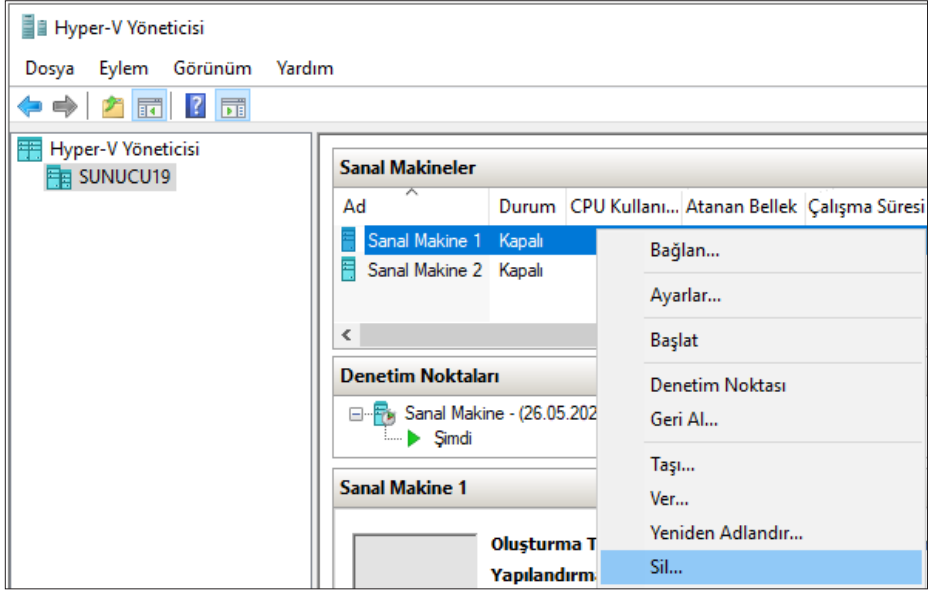 Hyper-V Yöneticisi
Dosya Eylem Görünüm Yardım
Hyper-V Yöneticisi
SUNUCU19
Sanal Makineler
Ad Durum CPU Kullanı... Atanan Bellek Çalışma Süresi
Sanal Makine 1 Kapalı
Sanal Makine 2 Kapalı
Denetim Noktaları
Sanal Makine - (26.05.202
Şimdi
Sanal Makine 1
Oluşturma T
Yapılandırm
Bağlan...
Ayarlar...
Başlat
Denetim Noktası
Geri Al...
Taşı...
Ver...
Yeniden Adlandır...
Sil...